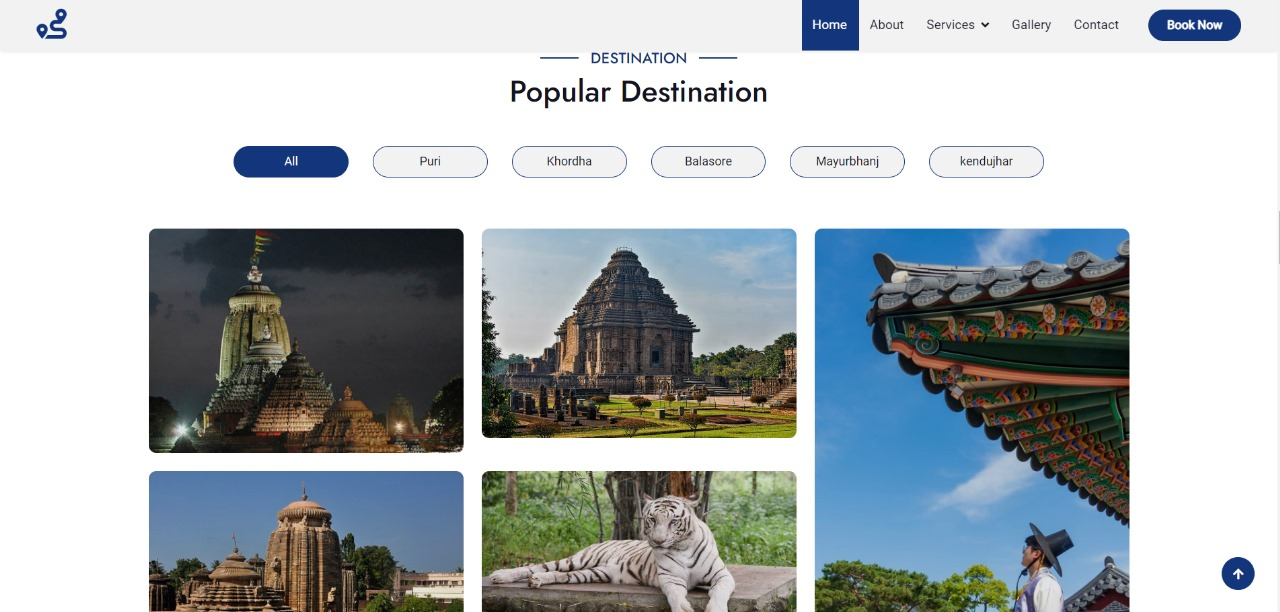 Home About Services Gallery Contact Book Now
DESTINATION
Popular Destination
All Puri Khordha Balasore Mayurbhanj kendujhar